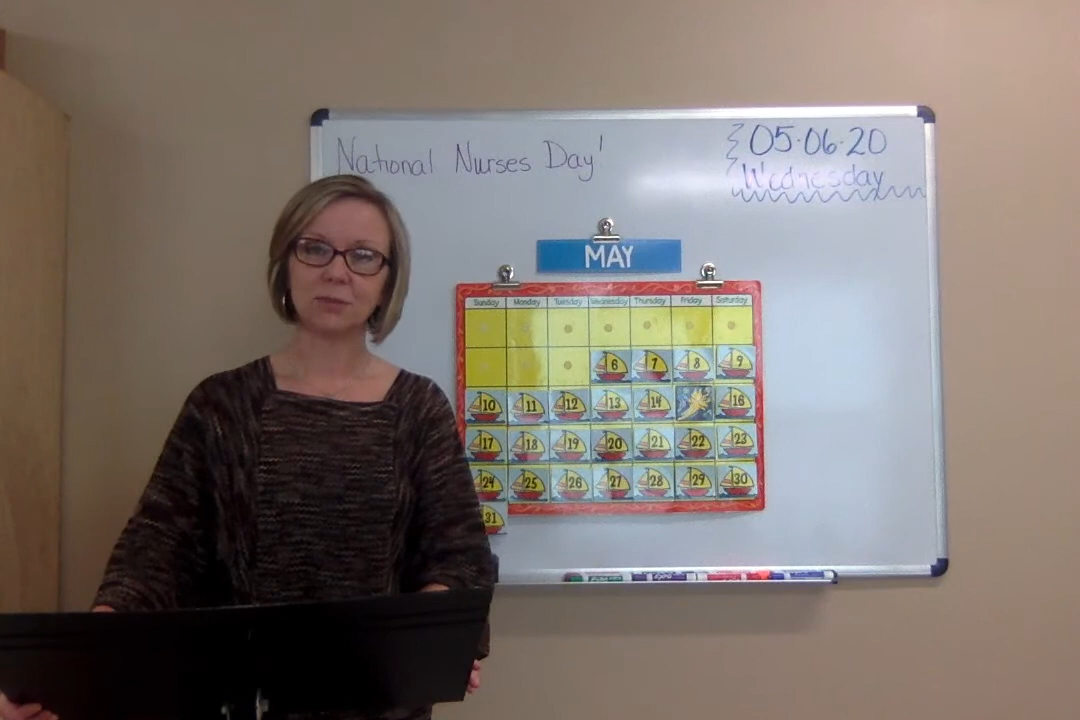 National Nurses Day!
05.06.20
Wednesday
MAY
Sunday Monday Tuesday Wednesday Thursday Friday Saturday
6 7 8 9
10 11 12 13 14 16
17 18 19 20 21 22 23
24 25 26 27 28 29 30
31